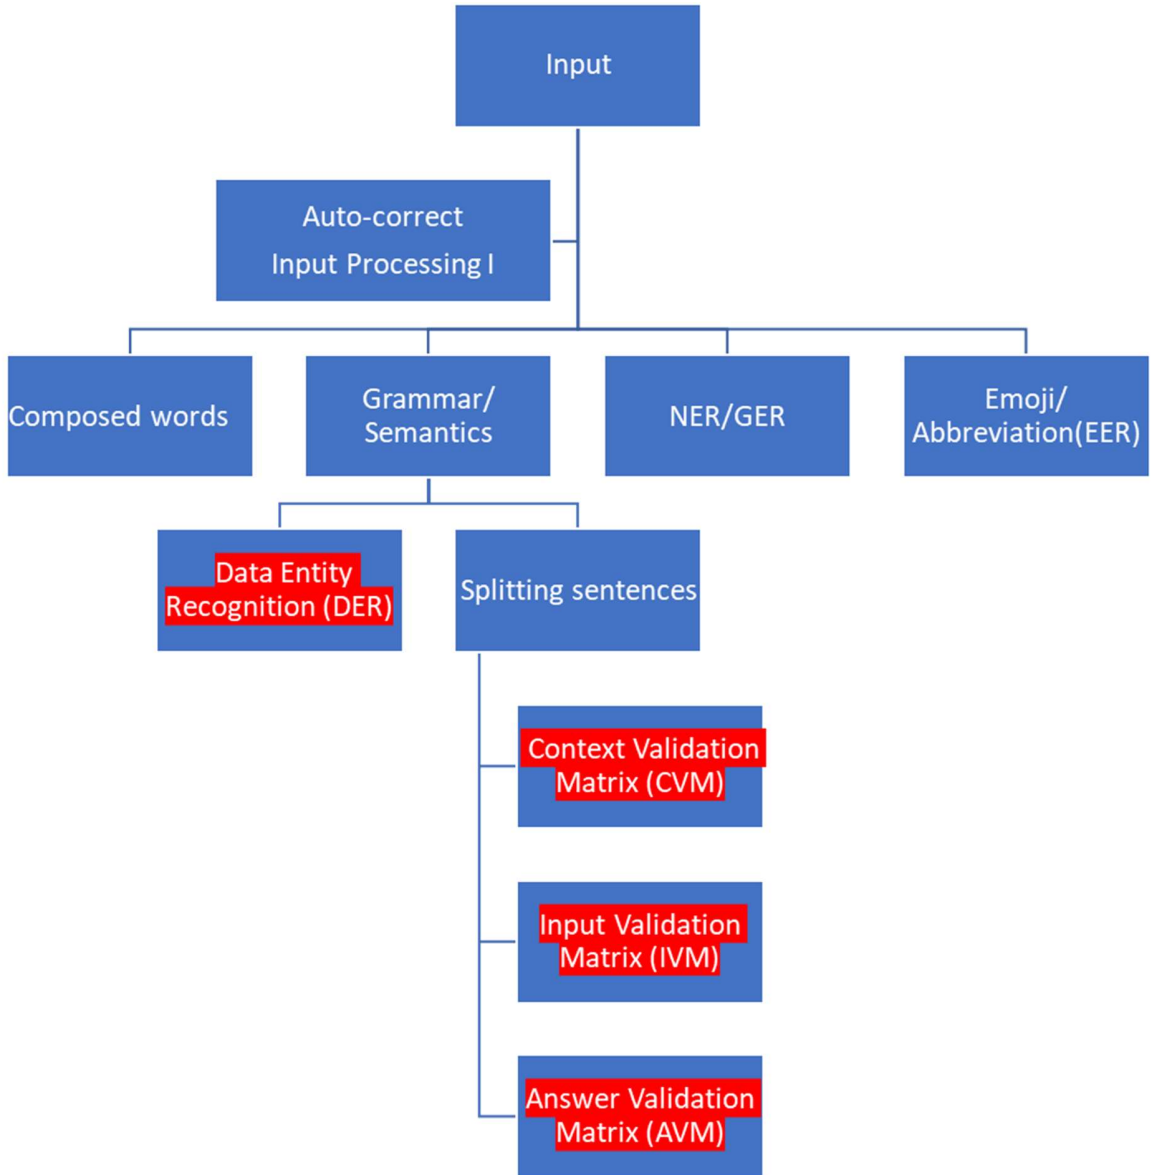 Input
Auto-correct
Input Processing I
Composed words
Grammar/
Semantics
NER/GER
Emoji/
Abbreviation(EER)
Data Entity
Recognition (DER)
Splitting sentences
Context Validation
Matrix (CVM)
Input Validation
Matrix (IVM)
Answer Validation
Matrix (AVM)